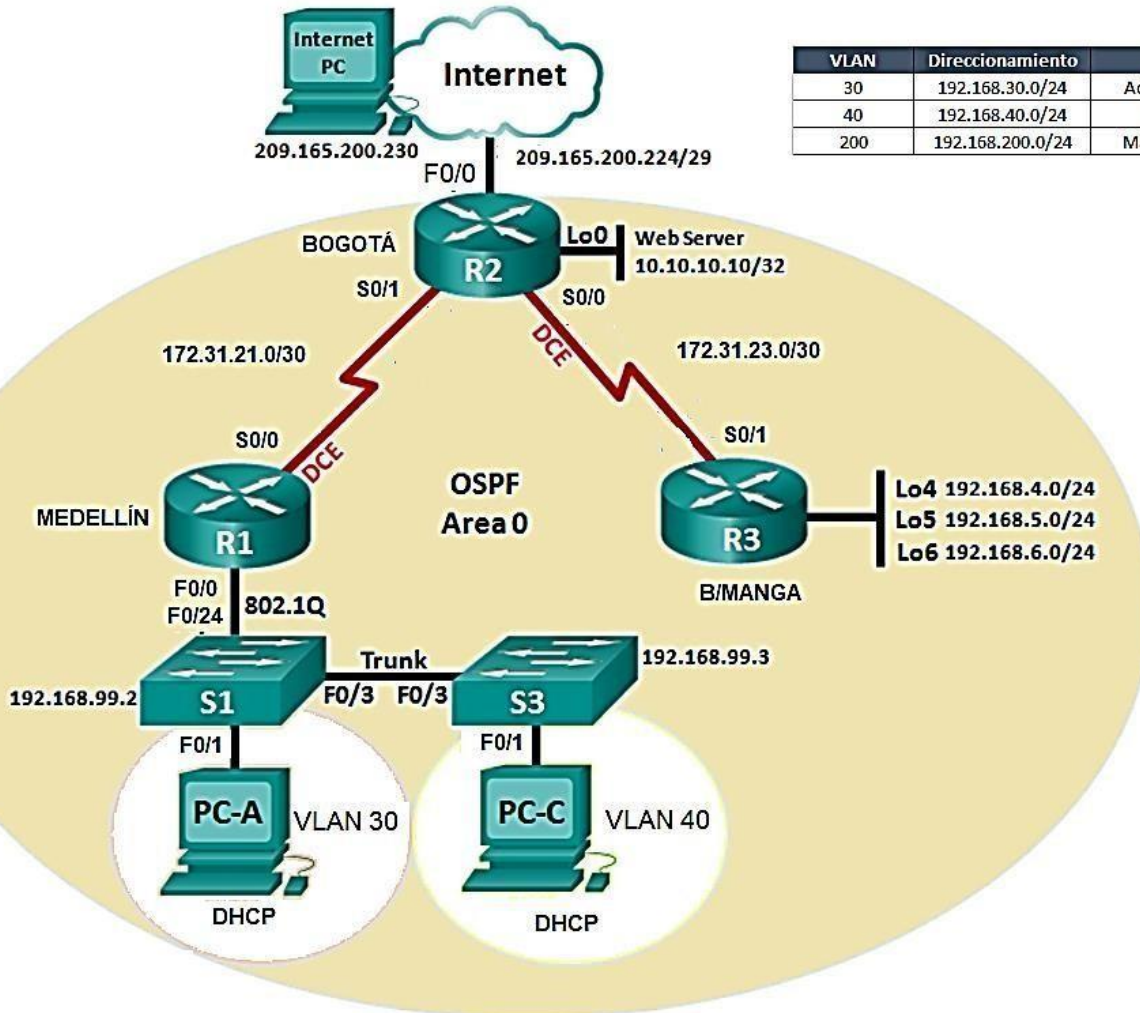 Internet
PC
Internet
209.165.200.230
209.165.200.224/29
F0/0
VLAN Direccionamiento
30 192.168.30.0/24
40 192.168.40.0/24
200 192.168.200.0/24
BOGOTÁ
R2
Lo0
Web Server
10.10.10.10/32
S0/1
S0/0
DCE
172.31.21.0/30
172.31.23.0/30
S0/0
DCE
S0/1
OSPF
Area 0
MEDELLÍN
R1
R3
Lo4 192.168.4.0/24
Lo5 192.168.5.0/24
Lo6 192.168.6.0/24
B/MANGA
F0/0
F0/24
802.1Q
Trunk
F0/3 F0/3
192.168.99.3
192.168.99.2
S1
S3
F0/1
F0/1
PC-A
VLAN 30
PC-C
VLAN 40
DHCP
DHCP